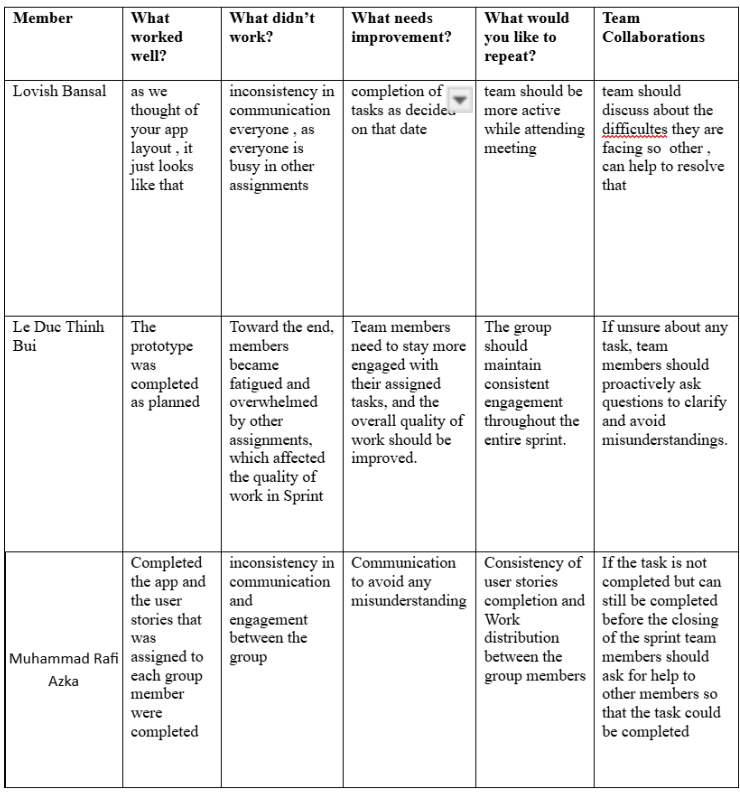 Member
What worked well?
What didn't work?
What needs improvement?
What would you like to repeat?
Team Collaborations
Lovish Bansal
as we
thought of
your app
layout , it
just looks
like that
inconsistency in
communication
everyone , as
everyone is
busy in other
assignments
completion of
tasks as decided
on that date
team should be
more active
while attending
meeting
team should
discuss about the
difficultes they are
facing so other ,
can help to resolve
that
Le Duc Thinh
Bui
The
prototype
was
completed
as planned
Toward the end,
members
became
fatigued and
overwhelmed
by other
assignments,
which affected
the quality of
work in Sprint
Team members
need to stay more
engaged with
their assigned
tasks, and the
overall quality of
work should be
improved.
The group
should
maintain
consistent
engagement
throughout the
entire sprint.
If unsure about any
task, team
members should
proactively ask
questions to clarify
and avoid
misunderstandings.
Muhammad Rafi
Azka
Completed
the app and
the user
stories that
was
assigned to
each group
member
were
completed
inconsistency in
communication
and
engagement
between the
group
Communication
to avoid any
misunderstanding
Consistency of
user stories
completion and
Work
distribution
between the
group members
If the task is not
completed but can
still be completed
before the closing
of the sprint team
members should
ask for help to
other members so
that the task could
be completed